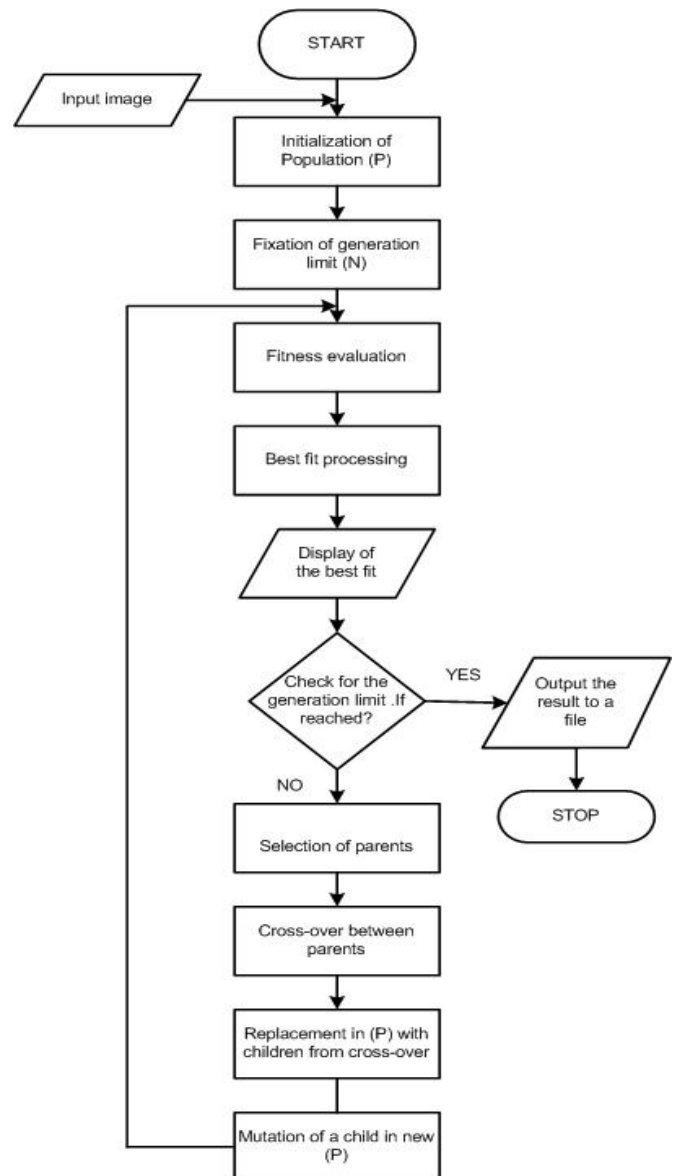 START
Input image
Initialization of
Population (P)
Fixation of generation
limit (N)
Fitness evaluation
Best fit processing
Display of
the best fit
Check for the
generation limit .If
reached?
YES
Output the
result to a
file
STOP
NO
Selection of parents
Cross-over between
parents
Replacement in (P) with
children from cross-over
Mutation of a child in new
(P)